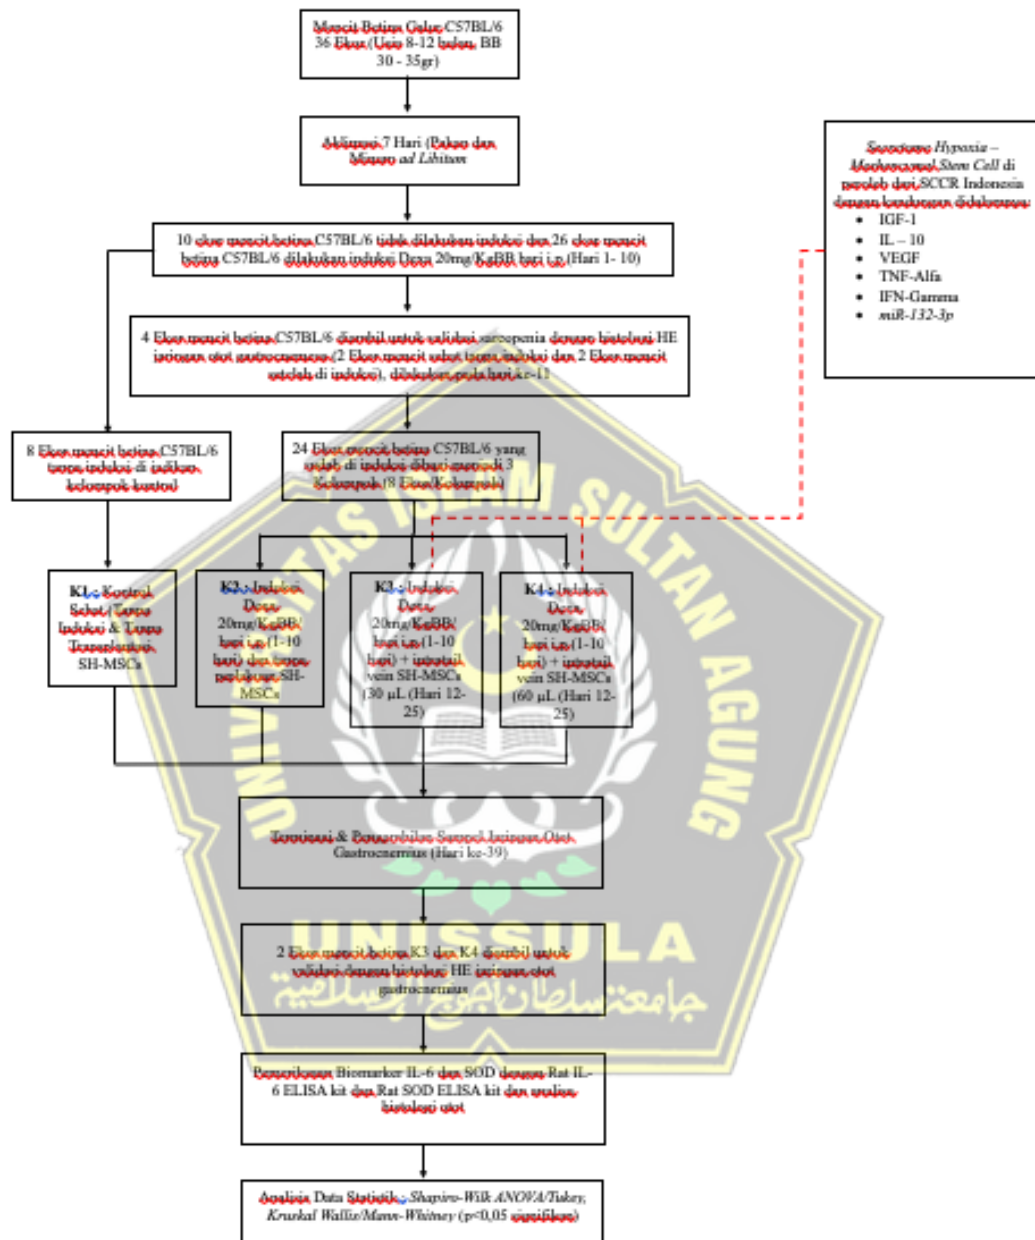 Mencit Betina Galur C57BL/6
36 Ekor (Usia 8-12 bulan, BB
30 - 35gr)
Aklimasi 7 Hari (Pakan dan
Minum ad Libitum
Secretome Hypoxia –
Meshencymal Stem Cell di
peroleh dari SCCR Indonesia
dengan kandungan didalamnya:
• IGF-1
• IL – 10
• VEGF
• TNF-Alfa
• IFN-Gamma
• miR-132-3p
10 ekor mencit betina C57BL/6 tidak dilakukan induksi dan 26 ekor mencit
betina C57BL/6 dilakukan induksi Dexa 20mg/KgBB hari i.p (Hari 1- 10)
4 Ekor mencit betina C57BL/6 diambil untuk validasi sarcopenia dengan histologi HE
jaringan otot gastrocnemeus (2 Ekor mencit sehat tanpa induksi dan 2 Ekor mencit
setelah di induksi), dilakukan pada hari ke-11
8 Ekor mencit betina C57BL/6
tanpa induksi di jadikan
kelompok kontrol
24 Ekor mencit betina C57BL/6 yang
sudah di induksi dibagi menjadi 3
Kelompok (8 Ekor/Kelompok)
K1 : Kontrol
Sehat (Tanpa
Induksi & Tanpa
Transplantasi
SH-MSCs
K2 : Induksi
Dexa
20mg/KgBB/
hari i.p (1-10
hari) dan tanpa
perlakuan SH-
MSCs
K3 : Induksi
Dexa
20mg/KgBB/
hari i.p (1-10
hari) + intratail
vein SH-MSCs
(30 µL (Hari 12-
25)
K4 : Induksi
Dexa
20mg/KgBB/
hari i.p (1-10
hari) + intratail
vein SH-MSCs
(60 µL (Hari 12-
25)
Terminasi & Pengambilan Sampel Jaringan Otot
Gastrocnemius (Hari ke-39)
2 Ekor mencit betina K3 dan K4 diambil untuk
validasi dengan histologi HE jaringan otot
gastrocnemius
Pemeriksaan Biomarker IL-6 dan SOD dengan Rat IL-
6 ELISA kit dan Rat SOD ELISA kit dan analisa
histologi otot
Analisis Data Statistik : Shapiro-Wilk ANOVA/Tukey,
Kruskal Wallis/Mann-Whitney (p<0,05 signifikan)
UNIVERSITAS ISLAM SULTAN AGUNG
UNISSULA
جامعة سلطان أجونج الإسلامية